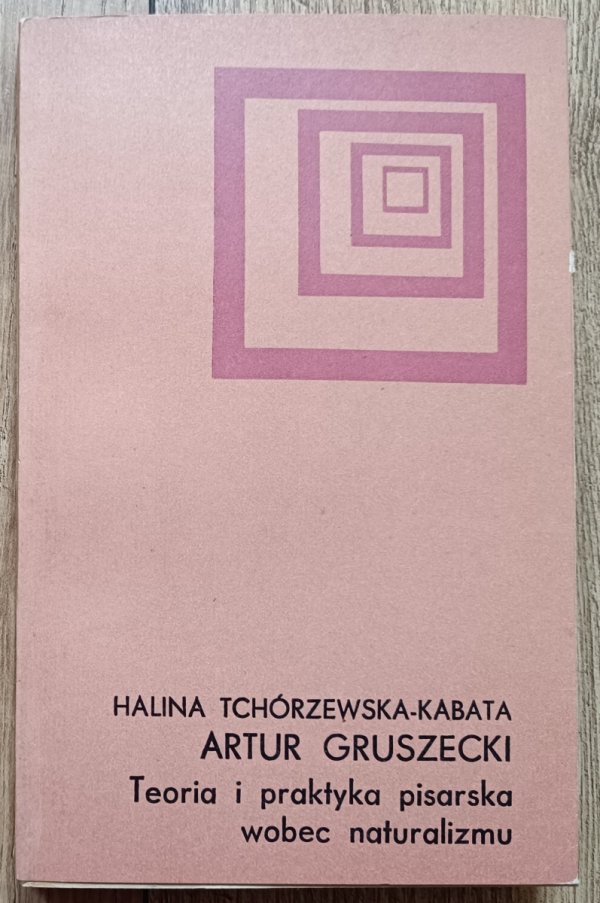 HALINA TCHÓRZEWSKA-KABATA
ARTUR GRUSZECKI
Teoria i praktyka pisarska
wobec naturalizmu